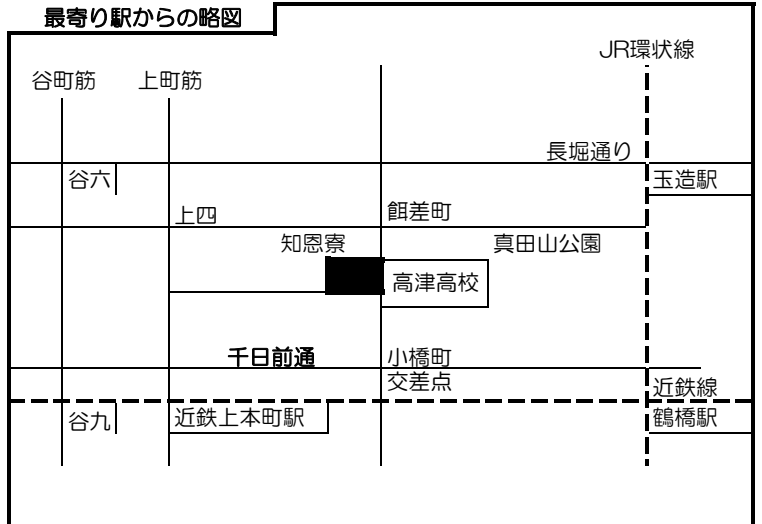 最寄り駅からの略図
JR環状線
谷町筋
上町筋
長堀通り
谷六
玉造駅
上四
餌差町
知恩寮
真田山公園
高津高校
千日前通
小橋町
交差点
近鉄線
谷九
近鉄上本町駅
鶴橋駅